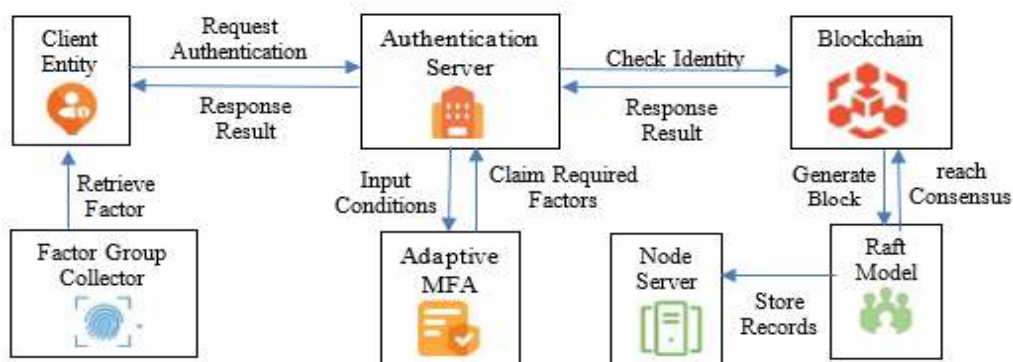 Client
Entity
Request
Authentication
Response
Result
Authentication
Server
Check Identity
Response
Result
Blockchain
Retrieve
Factor
Input
Conditions
Claim Required
Factors
Generate
Block
reach
Consensus
Factor Group
Collector
Adaptive
MFA
Node
Server
Store
Records
Raft
Model